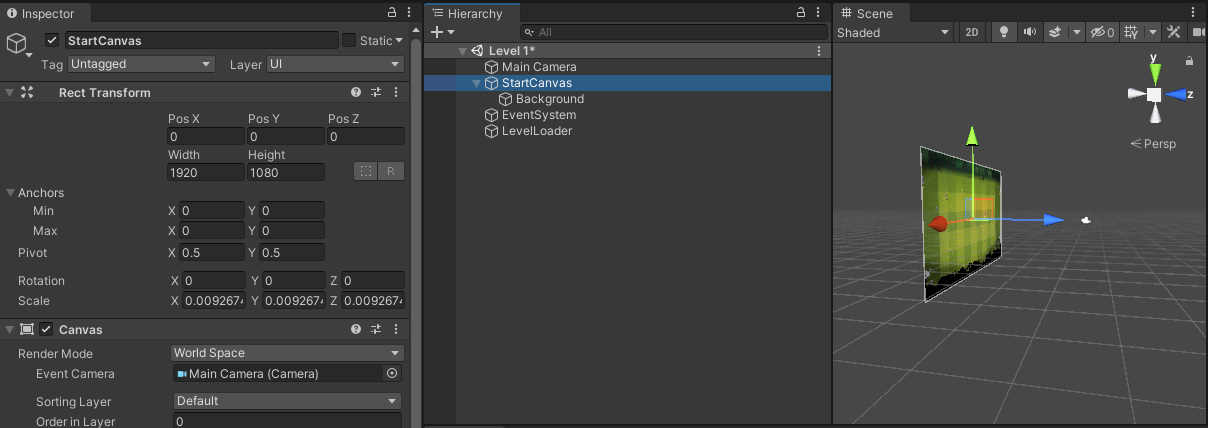 Inspector
StartCanvas
Static
Tag Untagged Layer UI
Rect Transform
Pos X Pos Y Pos Z
0 0 0
Width Height
1920 1080
R
Anchors
Min X 0 Y 0
Max X 0 Y 0
Pivot X 0.5 Y 0.5
Rotation X 0 Y 0 Z 0
Scale X 0.0092674 Y 0.0092674 Z 0.0092674
Canvas
Render Mode World Space
Event Camera Main Camera (Camera)
Sorting Layer Default
Order in Layer 0
Hierarchy
All
Level 1*
Main Camera
StartCanvas
Background
EventSystem
LevelLoader
Scene
Shaded 2D 0
y
z
Persp